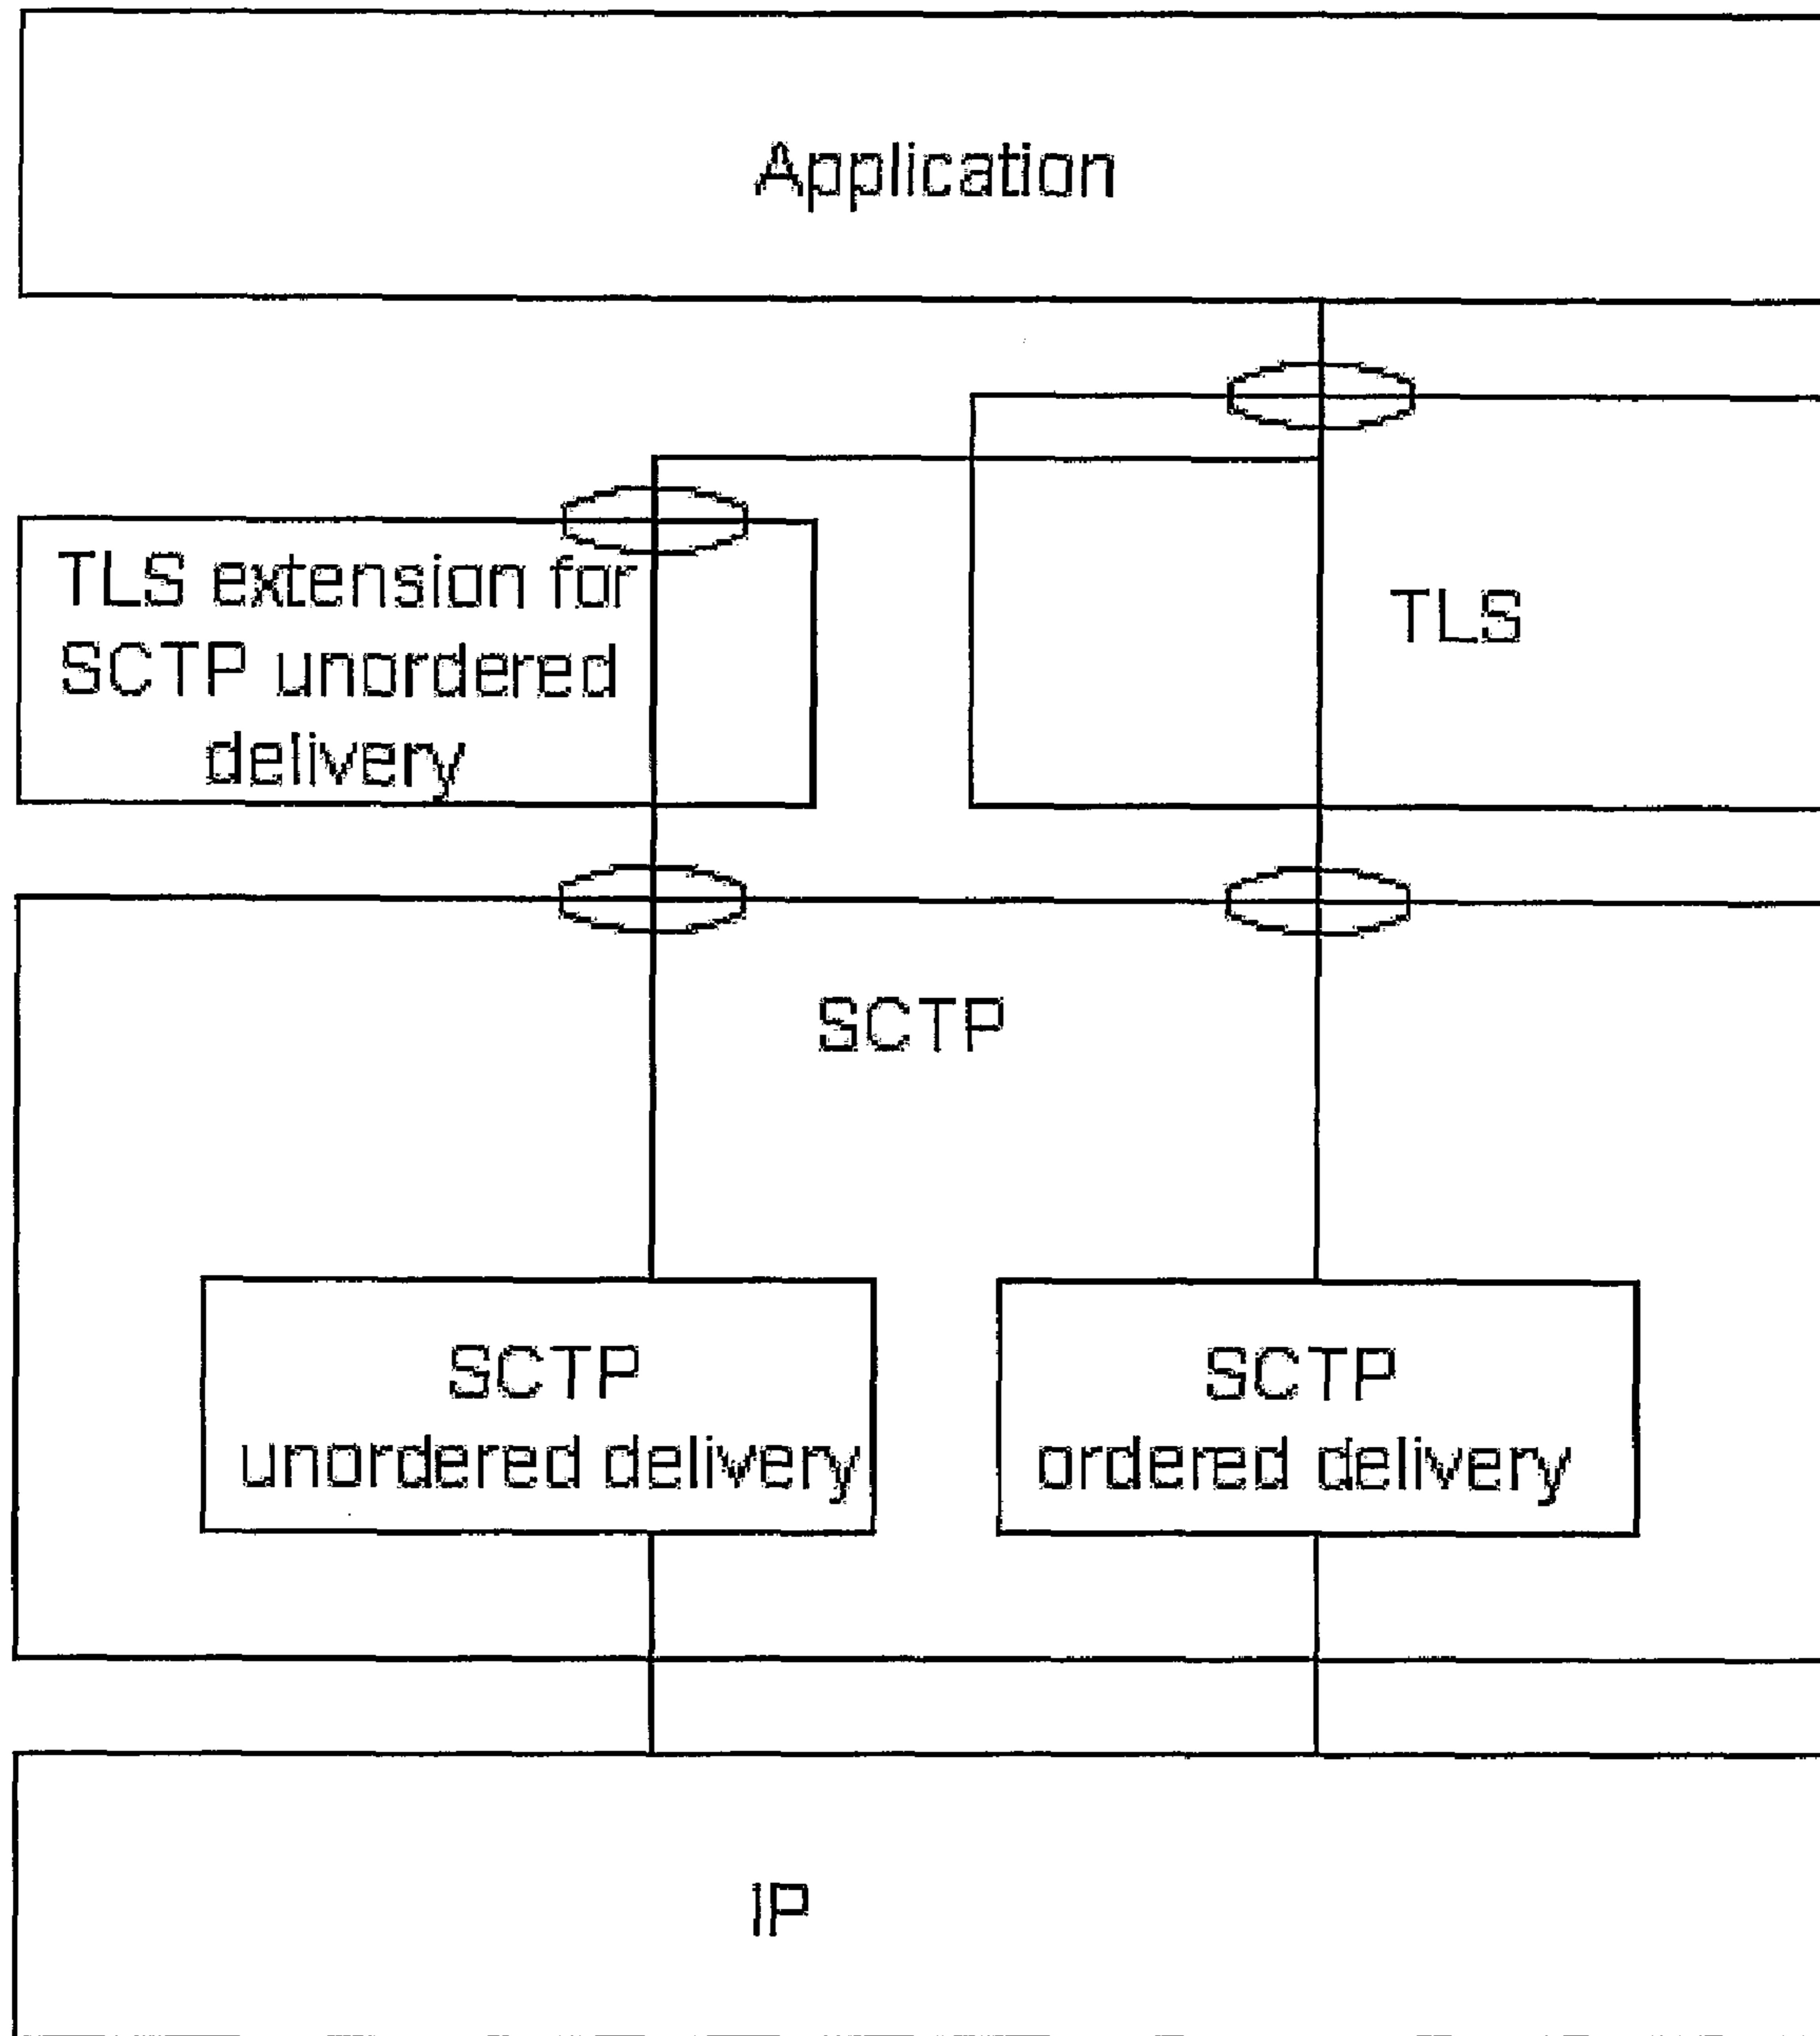 Application
TLS extension for
SCTP unordered
delivery
TLS
SCTP
SCTP
unordered delivery
SCTP
ordered delivery
IP